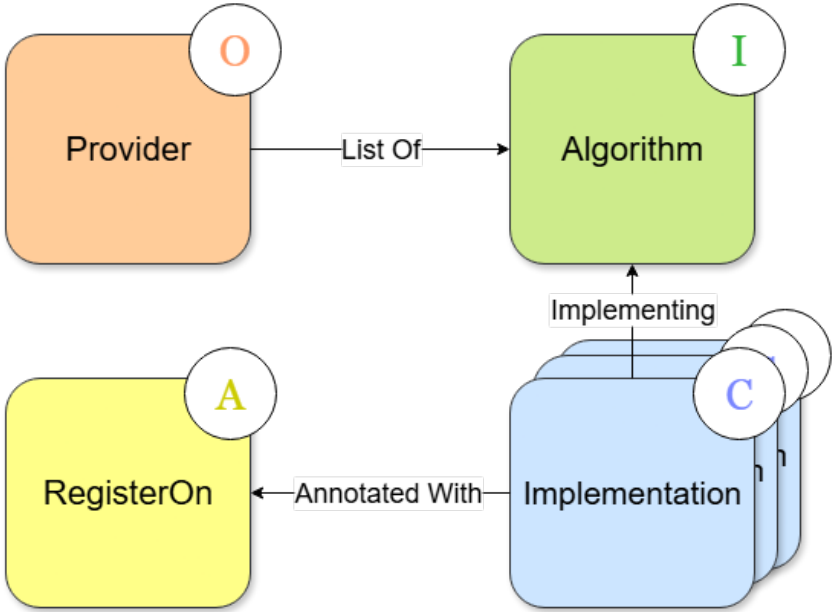 O
I
Provider
List Of
Algorithm
Implementing
A
C
RegisterOn
Annotated With
Implementation
n
n